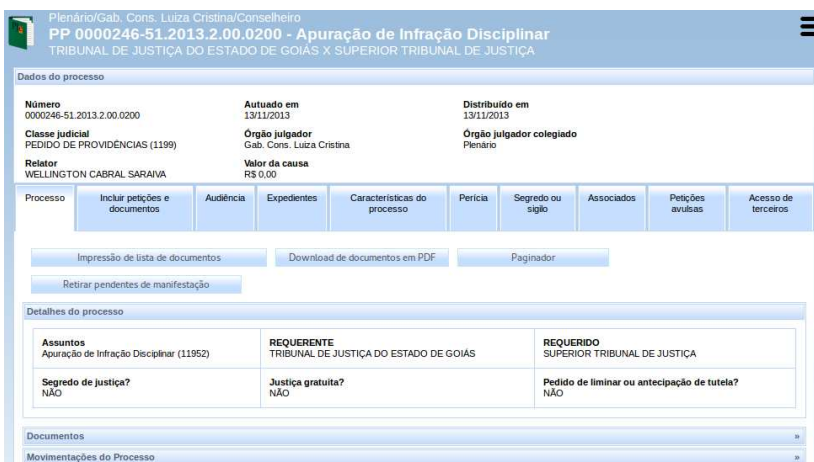 Plenário/Gab. Cons. Luiza Cristina/Conselheiro
PP 0000246-51.2013.2.00.0200 - Apuração de Infração Disciplinar
TRIBUNAL DE JUSTIÇA DO ESTADO DE GOIÁS X SUPERIOR TRIBUNAL DE JUSTIÇA
Dados do processo
Número Autuado em Distribuído em
0000246-51.2013.2.00.0200 13/11/2013 13/11/2013
Classe judicial Órgão julgador Órgão julgador colegiado
PEDIDO DE PROVIDÊNCIAS (1199) Gab. Cons. Luiza Cristina Plenário
Relator Valor da causa
WELLINGTON CABRAL SARAIVA R$ 0,00
Processo Incluir petições e Audiência Expedientes Características do Perícia Segredo ou Associados Petições Acesso de
documentos processo sigilo avulsas terceiros
Impressão de lista de documentos Download de documentos em PDF Paginador
Retirar pendentes de manifestação
Detalhes do processo
Assuntos REQUERENTE REQUERIDO
Apuração de Infração Disciplinar (11952) TRIBUNAL DE JUSTIÇA DO ESTADO DE GOIÁS SUPERIOR TRIBUNAL DE JUSTIÇA
Segredo de justiça? Justiça gratuita? Pedido de liminar ou antecipação de tutela?
NÃO NÃO NÃO
Documentos »
Movimentações do Processo »